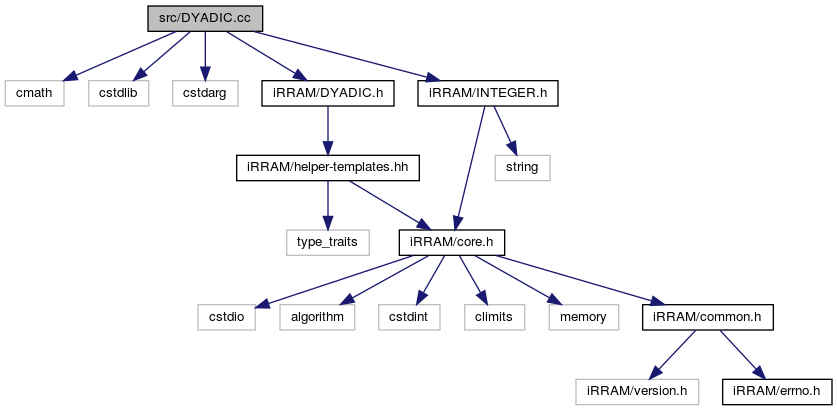 src/DYADIC.cc
cmath
cstdlib
cstdarg
iRRAM/DYADIC.h
iRRAM/INTEGER.h
iRRAM/helper-templates.hh
string
type_traits
iRRAM/core.h
cstdio
algorithm
cstdint
climits
memory
iRRAM/common.h
iRRAM/version.h
iRRAM/errno.h